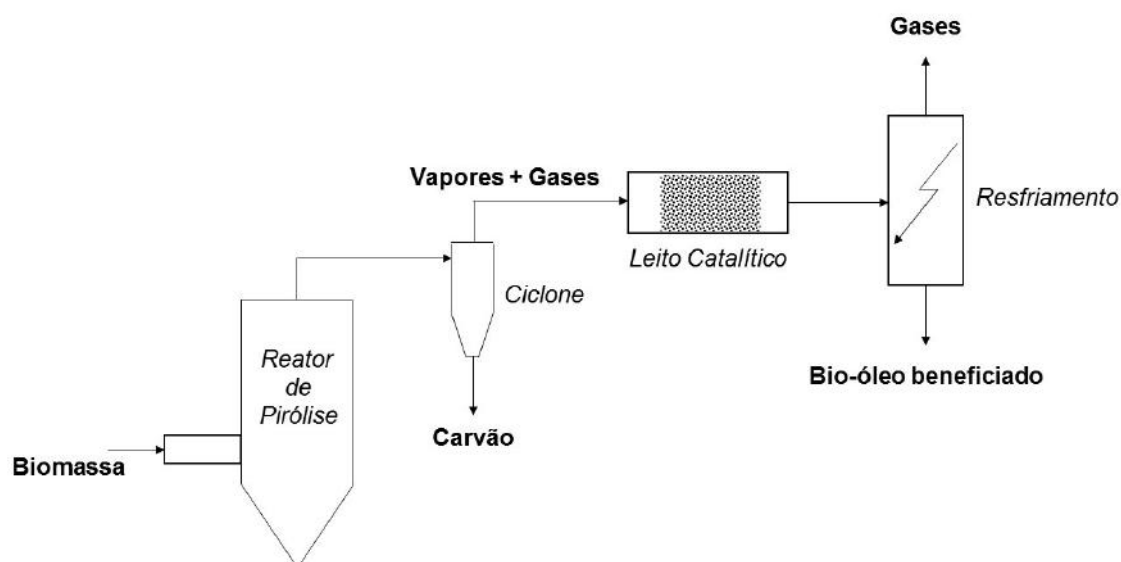 Gases
Vapores + Gases
Resfriamento
Leito Catalítico
Ciclone
Reator
de
Pirólise
Bio-óleo beneficiado
Carvão
Biomassa